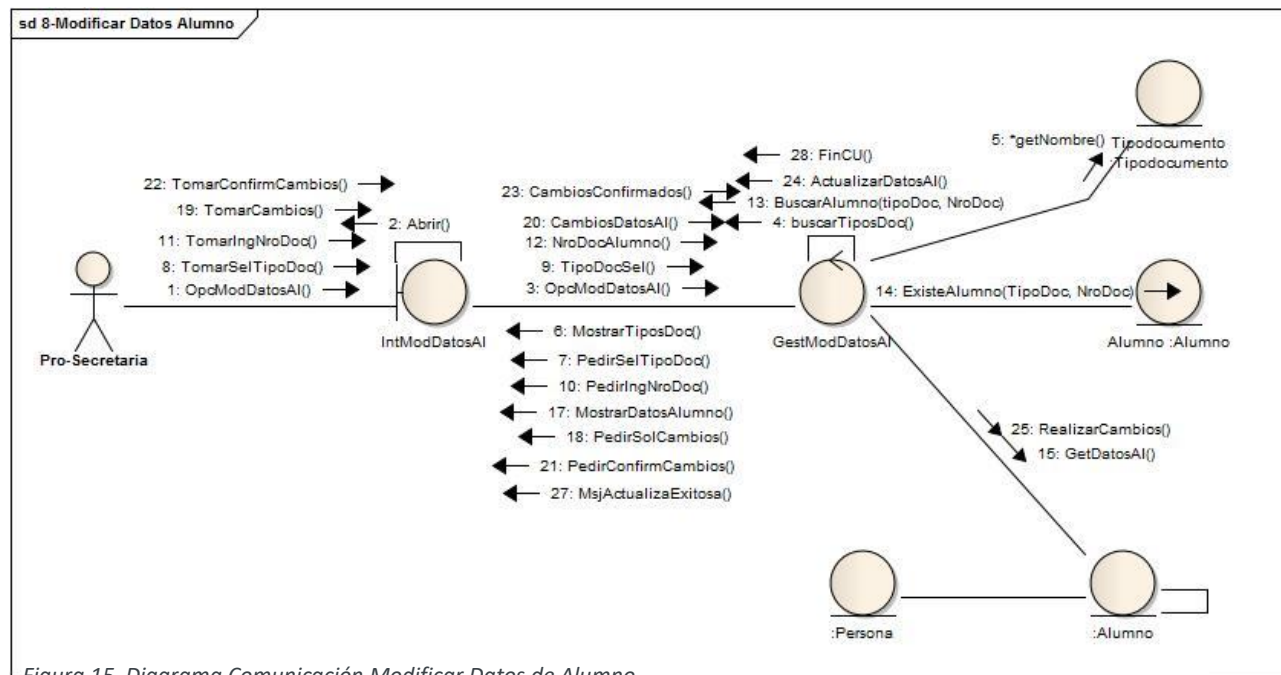 sd 8-Modificar Datos Alumno
5: *getNombre()
Tipodocumento
:Tipodocumento
28: FinCU()
22: TomarConfirmCambios()
23: CambiosConfirmados()
24: ActualizarDatosAl()
13: BuscarAlumno(tipoDoc, NroDoc)
19: TomarCambios()
2: Abrir()
20: CambiosDatosAl()
4: buscarTiposDoc()
11: TomarIngNroDoc()
12: NroDocAlumno()
8: TomarSelTipoDoc()
9: TipoDocSel()
1: OpcModDatosAl()
3: OpcModDatosAl()
14: ExisteAlumno(TipoDoc, NroDoc)
Pro-Secretaria
IntModDatosAl
GestModDatosAl
Alumno :Alumno
6: MostrarTiposDoc()
7: PedirSelTipoDoc()
10: PedirIngNroDoc()
17: MostrarDatosAlumno()
18: PedirSolCambios()
21: PedirConfirmCambios()
27: MsjActualizaExitosa()
25: RealizarCambios()
15: GetDatosAl()
:Persona
:Alumno
Figura 15. Diagrama Comunicación Modificar Datos de Alumno